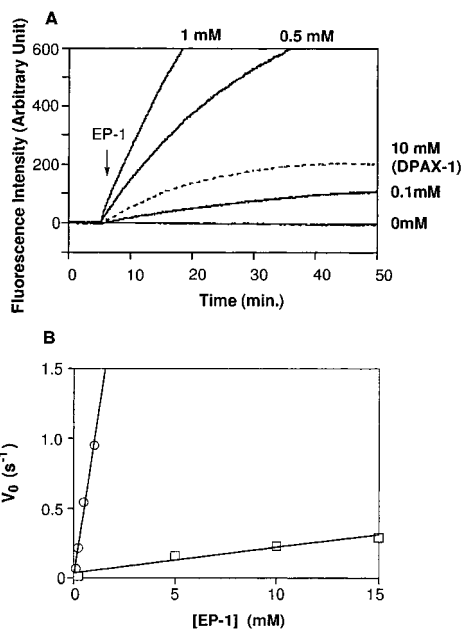 A
1 mM
0.5 mM
600
400
200
0
EP-1
10 mM
(DPAX-1)
0.1mM
0mM
Fluorescence Intensity (Arbitrary Unit)
0 10 20 30 40 50
Time (min.)
B
1.5
1.0
0.5
0
V0 (s-1)
0 5 10 15
[EP-1] (mM)